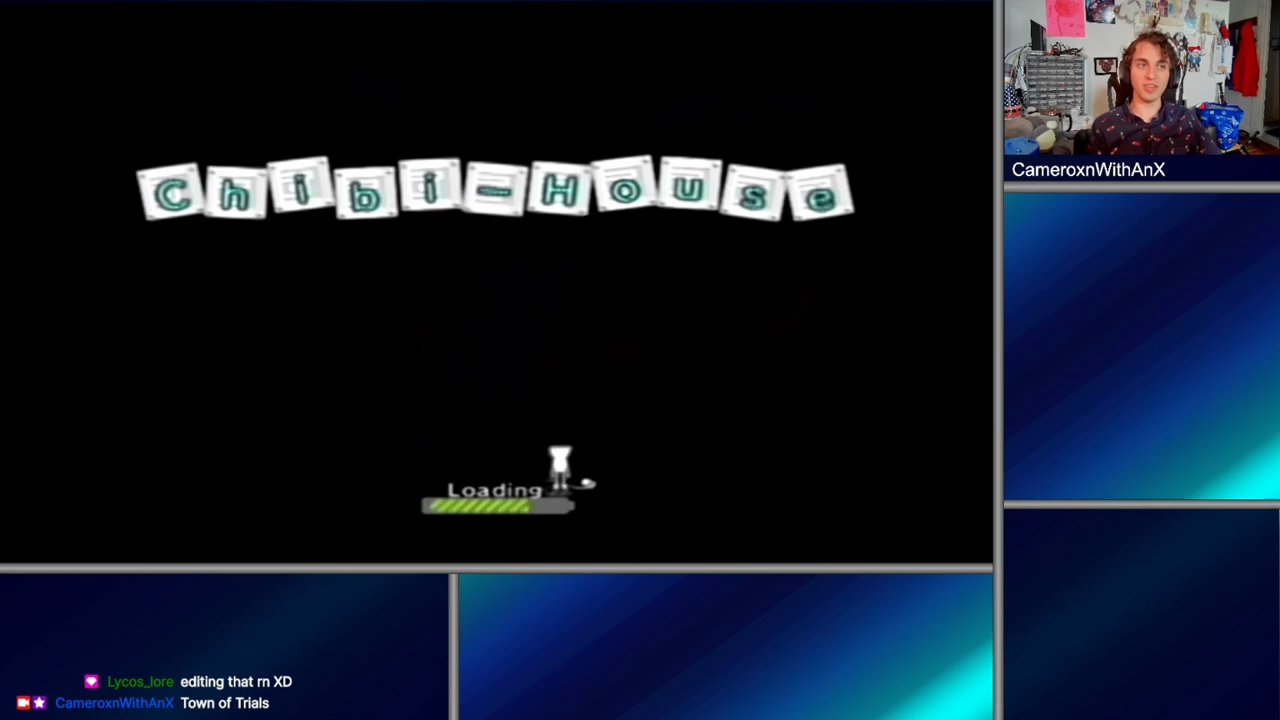 Chibi-House
CameroxnWithAnX
Loading
Lycos_lore editing that rn XD
CameroxnWithAnX Town of Trials